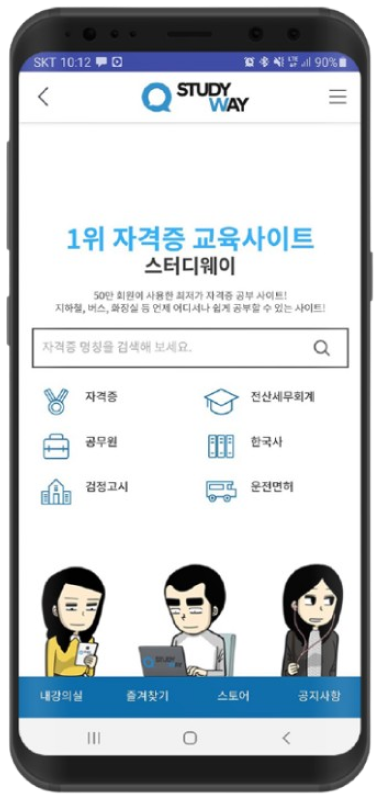 SKT 10:12
90%
STUDY
WAY
1위 자격증 교육사이트
스터디웨이
50만 회원이 사용한 최저가 자격증 공부 사이트!
지하철, 버스, 화장실 등 언제 어디서나 쉽게 공부할 수 있는 사이트!
자격증 명칭을 검색해 보세요.
자격증
전산세무회계
공무원
한국사
검정고시
운전면허
STUDY
WAY
내강의실 즐겨찾기 스토어 공지사항